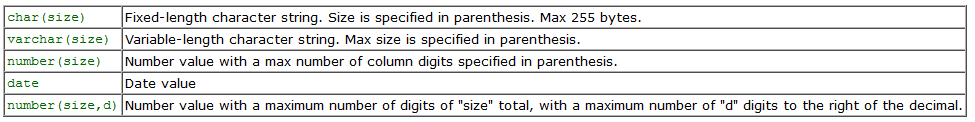 char(size) Fixed-length character string. Size is specified in parenthesis. Max 255 bytes.
varchar(size) Variable-length character string. Max size is specified in parenthesis.
number(size) Number value with a max number of column digits specified in parenthesis.
date Date value
number(size,d) Number value with a maximum number of digits of "size" total, with a maximum number of "d" digits to the right of the decimal.